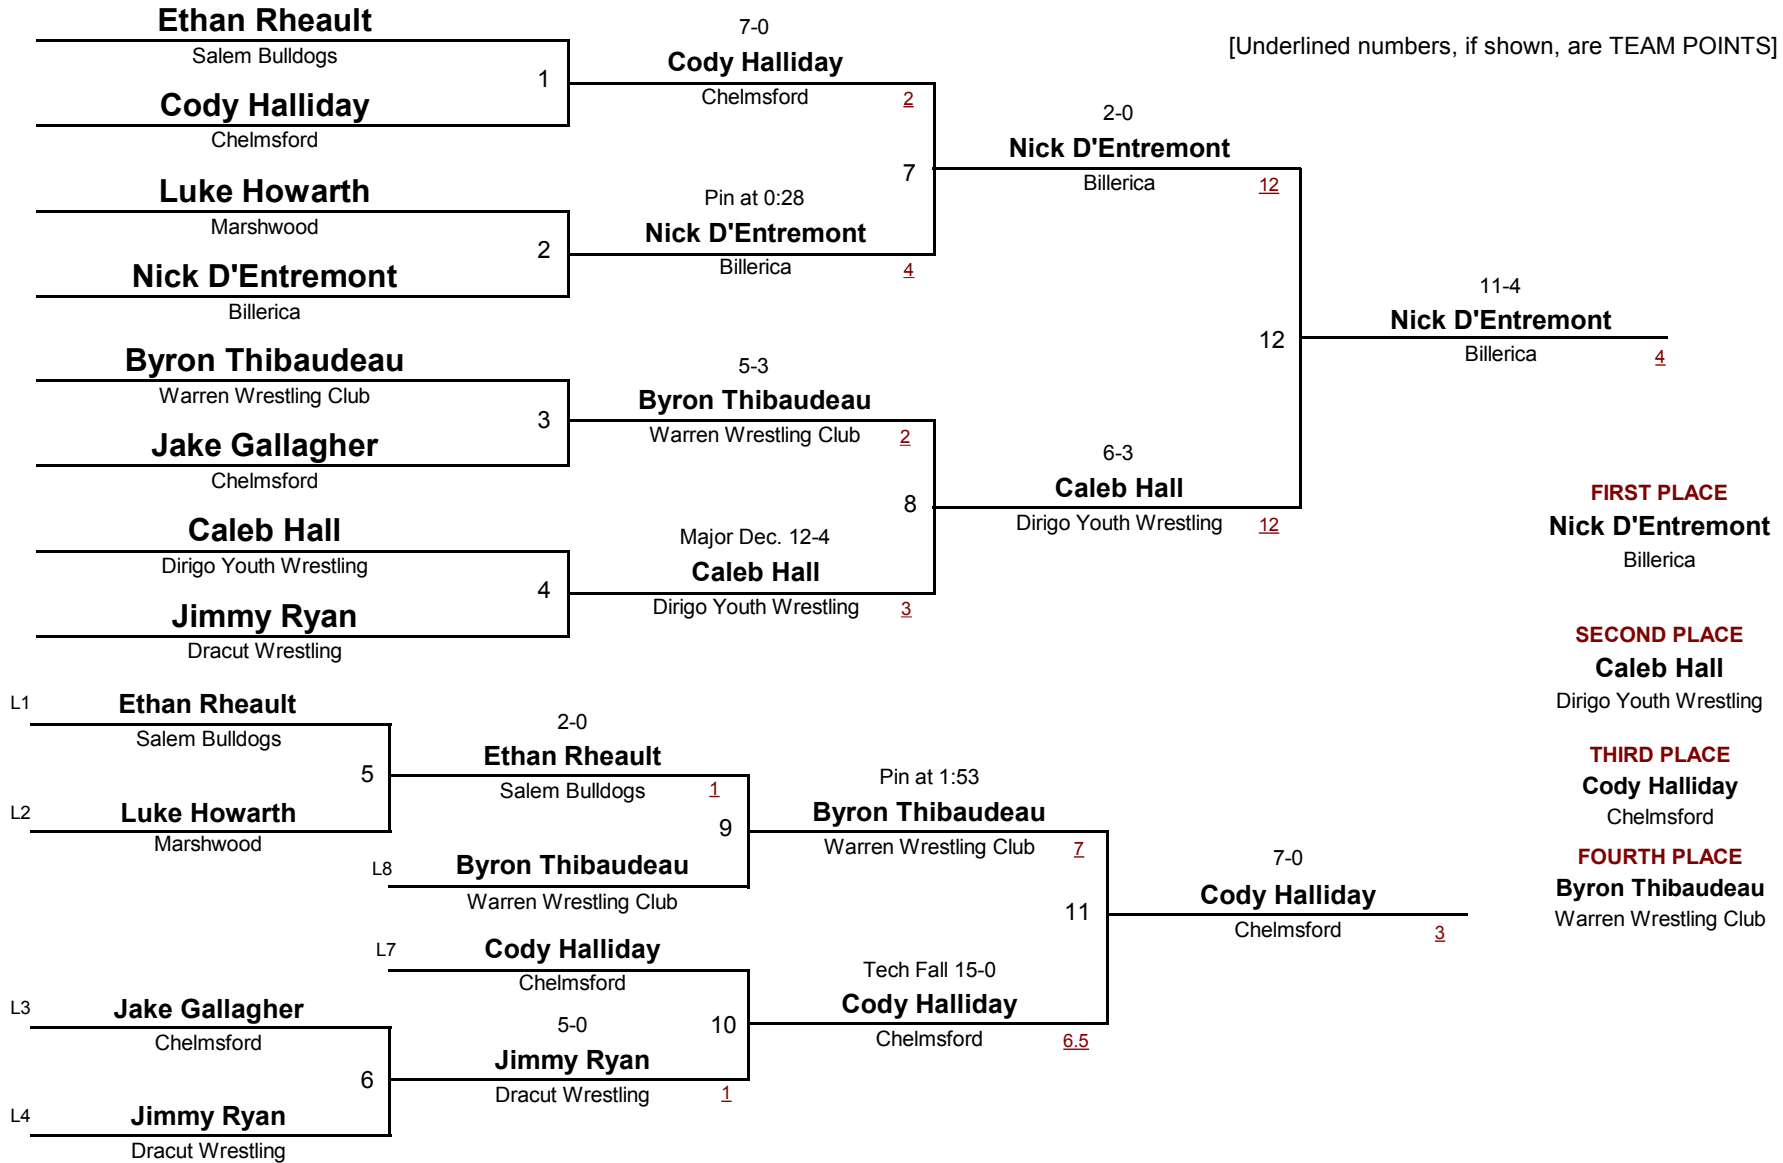 Ethan Rheault
Salem Bulldogs
1
Cody Halliday
Chelmsford
7-0
Cody Halliday
Chelmsford
2
[Underlined numbers, if shown, are TEAM POINTS]
Luke Howarth
Marshwood
2
Nick D'Entremont
Billerica
Pin at 0:28
Nick D'Entremont
Billerica
4
7
2-0
Nick D'Entremont
Billerica
12
Byron Thibaudeau
Warren Wrestling Club
3
Jake Gallagher
Chelmsford
5-3
Byron Thibaudeau
Warren Wrestling Club
2
Caleb Hall
Dirigo Youth Wrestling
4
Jimmy Ryan
Dracut Wrestling
Major Dec. 12-4
Caleb Hall
Dirigo Youth Wrestling
3
8
6-3
Caleb Hall
Dirigo Youth Wrestling
12
12
11-4
Nick D'Entremont
Billerica
4
FIRST PLACE
Nick D'Entremont
Billerica
SECOND PLACE
Caleb Hall
Dirigo Youth Wrestling
THIRD PLACE
Cody Halliday
Chelmsford
FOURTH PLACE
Byron Thibaudeau
Warren Wrestling Club
L1
Ethan Rheault
Salem Bulldogs
5
L2
Luke Howarth
Marshwood
2-0
Ethan Rheault
Salem Bulldogs
1
9
L8
Byron Thibaudeau
Warren Wrestling Club
Pin at 1:53
Byron Thibaudeau
Warren Wrestling Club
7
L7
Cody Halliday
Chelmsford
L3
Jake Gallagher
Chelmsford
6
L4
Jimmy Ryan
Dracut Wrestling
5-0
Jimmy Ryan
Dracut Wrestling
1
10
Tech Fall 15-0
Cody Halliday
Chelmsford
6.5
11
7-0
Cody Halliday
Chelmsford
3